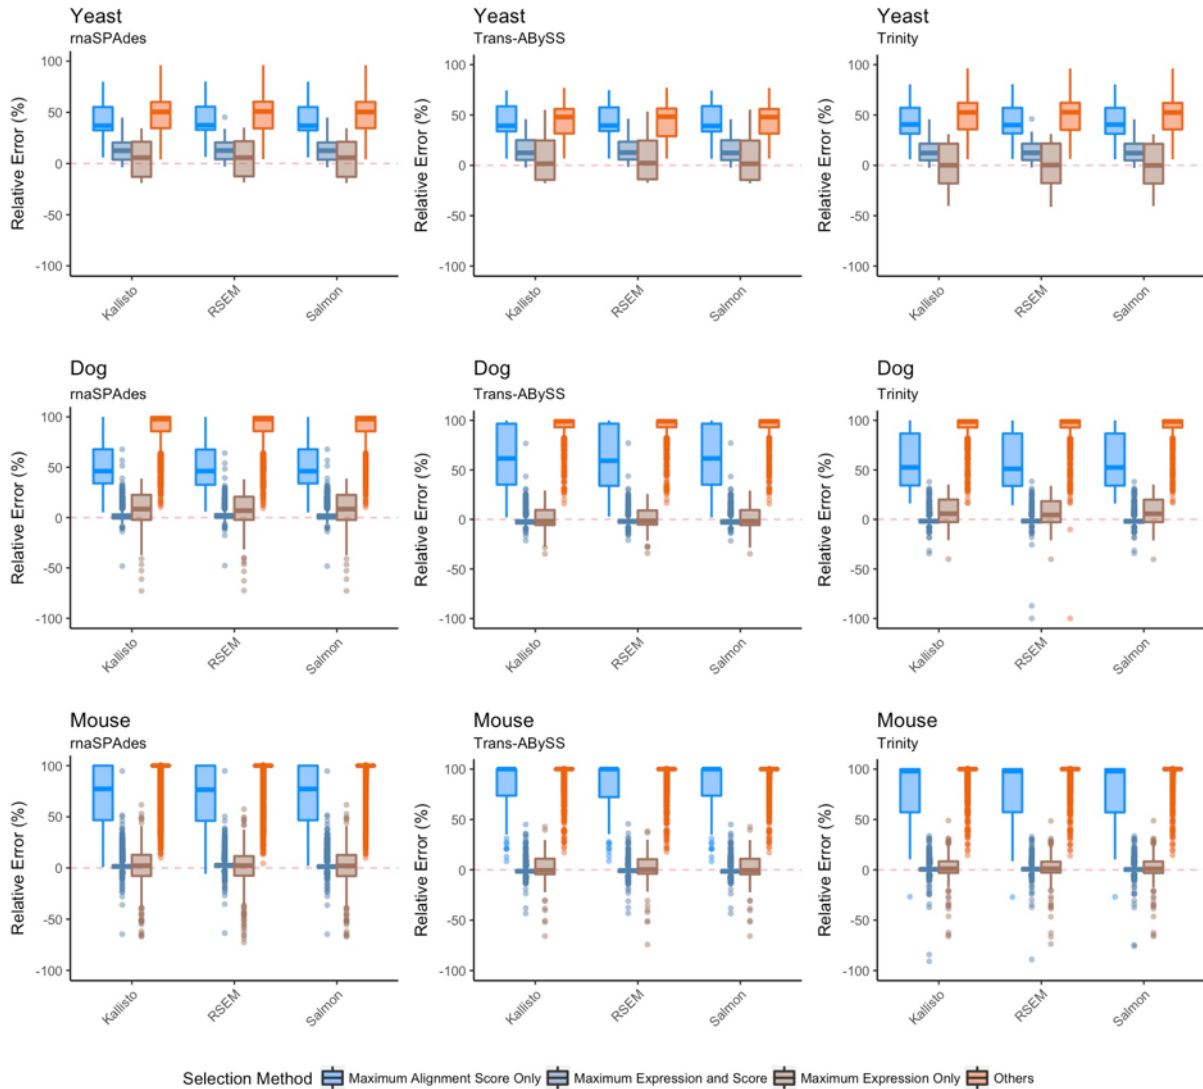 Yeast
rnaSPAdes
Relative Error (%)
100
50
0
-50
-100
Kallisto
RSEM
Salmon
Yeast
Trans-ABySS
Relative Error (%)
100
50
0
-50
-100
Kallisto
RSEM
Salmon
Yeast
Trinity
Relative Error (%)
100
50
0
-50
-100
Kallisto
RSEM
Salmon
Dog
rnaSPAdes
Relative Error (%)
100
50
0
-50
-100
Kallisto
RSEM
Salmon
Dog
Trans-ABySS
Relative Error (%)
100
50
0
-50
-100
Kallisto
RSEM
Salmon
Dog
Trinity
Relative Error (%)
100
50
0
-50
-100
Kallisto
RSEM
Salmon
Mouse
rnaSPAdes
Relative Error (%)
100
50
0
-50
-100
Kallisto
RSEM
Salmon
Mouse
Trans-ABySS
Relative Error (%)
100
50
0
-50
-100
Kallisto
RSEM
Salmon
Mouse
Trinity
Relative Error (%)
100
50
0
-50
-100
Kallisto
RSEM
Salmon
Selection Method Maximum Alignment Score Only Maximum Expression and Score Maximum Expression Only Others